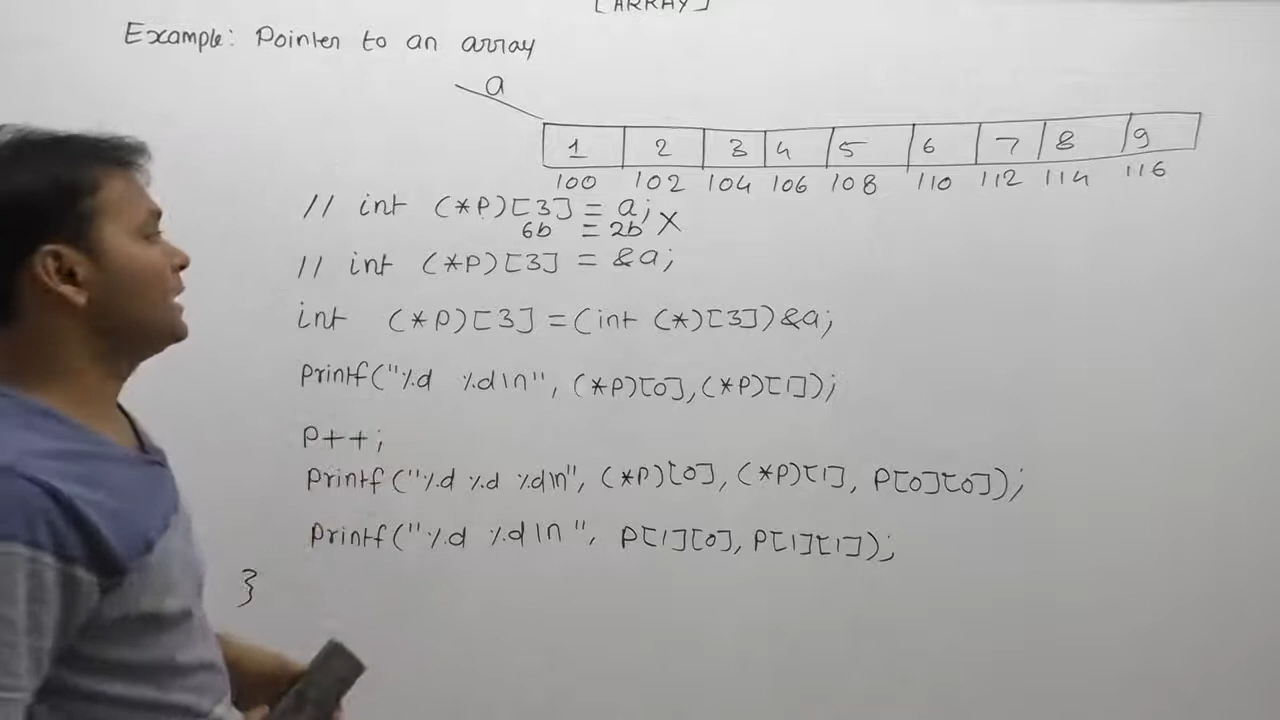 [ARRAY]
Example: Pointer to an array
a
1 2 3 4 5 6 7 8 9
100 102 104 106 108 110 112 114 116
// int (*P)[3] = a; X
6b = 2b
// int (*P)[3] = &a;
int (*P)[3] = (int (*)[3])&a;
Printf("%d %d\n", (*P)[0], (*P)[1]);
P++;
Printf("%d %d %d\n", (*P)[0], (*P)[1], P[0][0]);
Printf("%d %d\n", P[1][0], P[1][1]);
}